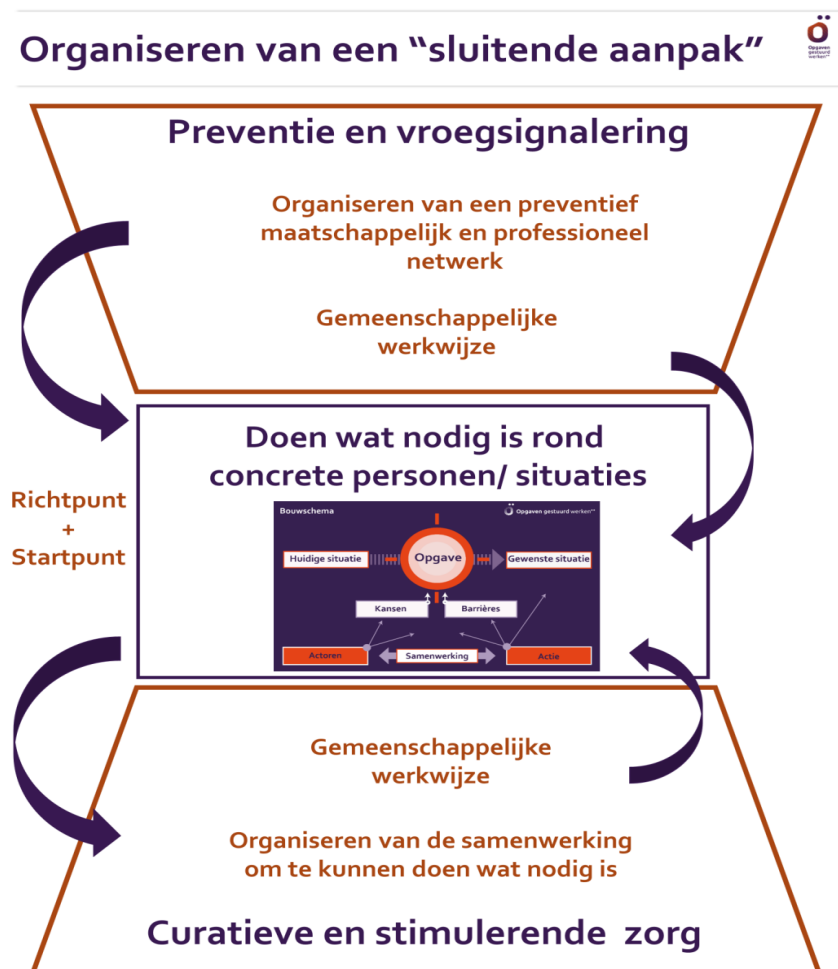 Organiseren van een “sluitende aanpak”
Ö
Opgaven
gestuurd
werken
Preventie en vroegsignalering
Organiseren van een preventief
maatschappelijk en professioneel
netwerk
Gemeenschappelijke
werkwijze
Doen wat nodig is rond
concrete personen/ situaties
Richtpunt
+
Startpunt
Bouwschema
Ö Opgaven gestuurd werken
Huidige situatie
Opgave
Gewenste situatie
Kansen
Barrières
Actoren
Samenwerking
Actie
Gemeenschappelijke
werkwijze
Organiseren van de samenwerking
om te kunnen doen wat nodig is
Curatieve en stimulerende zorg